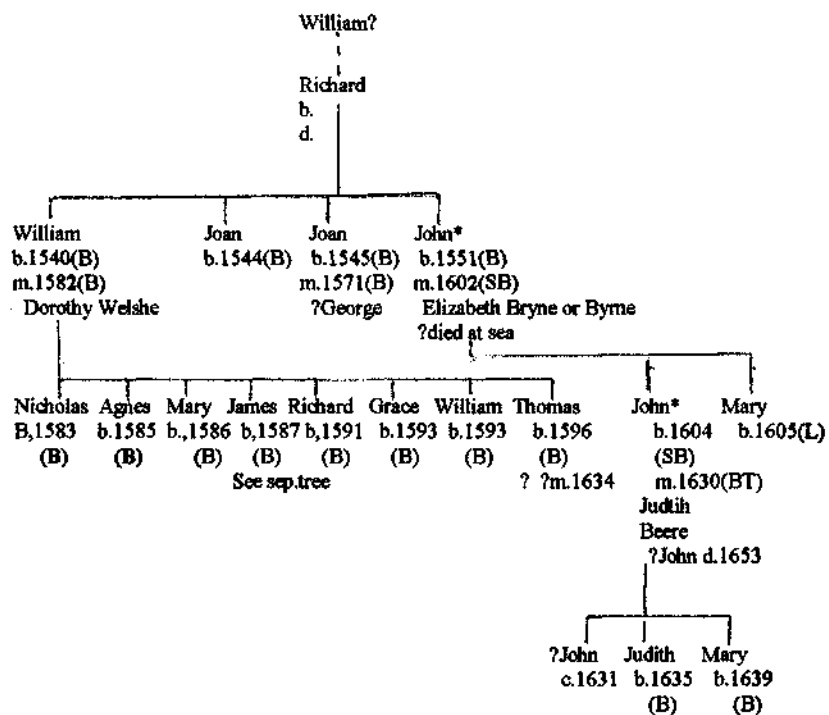 William?
Richard
b.
d.
William Joan Joan John*
b.1540(B) b.1544(B) b.1545(B) b.1551(B)
m.1582(B) m.1571(B) m.1602(SB)
Dorothy Welshe ?George Elizabeth Bryne or Byrne
?died at sea
Nicholas Agnes Mary James Richard Grace William Thomas John* Mary
B,1583 b.1585 b.,1586 b,1587 b,1591 b.1593 b.1593 b.1596 b.1604 b.1605(L)
(B) (B) (B) (B) (B) (B) (B) (B) (SB)
See sep.tree ? ?m.1634 m.1630(BT)
Judtih
Beere
?John d.1653
?John Judith Mary
c.1631 b.1635 b.1639
(B) (B)